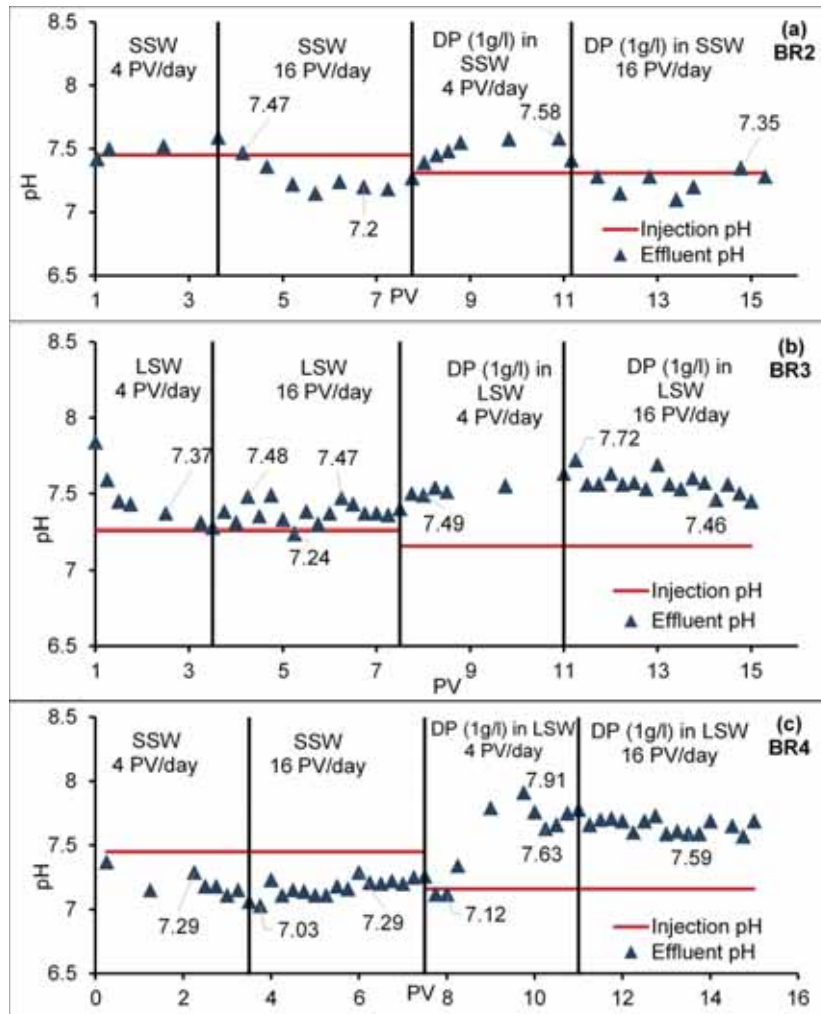 (a)
BR2
SSW
4 PV/day
SSW
16 PV/day
DP (1g/l) in
SSW
4 PV/day
DP (1g/l) in SSW
16 PV/day
8.5
8
7.5
7
6.5
pH
7.47
7.2
7.58
7.35
Injection pH
Effluent pH
1
3
5
7
9
11
13
15
PV
(b)
BR3
LSW
4 PV/day
LSW
16 PV/day
DP (1g/l) in
LSW
4 PV/day
DP (1g/l) in
LSW
16 PV/day
8.5
8
7.5
7
6.5
pH
7.37
7.48
7.47
7.24
7.49
7.72
7.46
Injection pH
Effluent pH
1
3
5
7
9
11
13
15
PV
(c)
BR4
SSW
4 PV/day
SSW
16 PV/day
DP (1g/l) in LSW
4 PV/day
DP (1g/l) in LSW
16 PV/day
8.5
8
7.5
7
6.5
pH
7.29
7.03
7.29
7.12
7.91
7.63
7.59
Injection pH
Effluent pH
0
2
4
6
8
10
12
14
16
PV